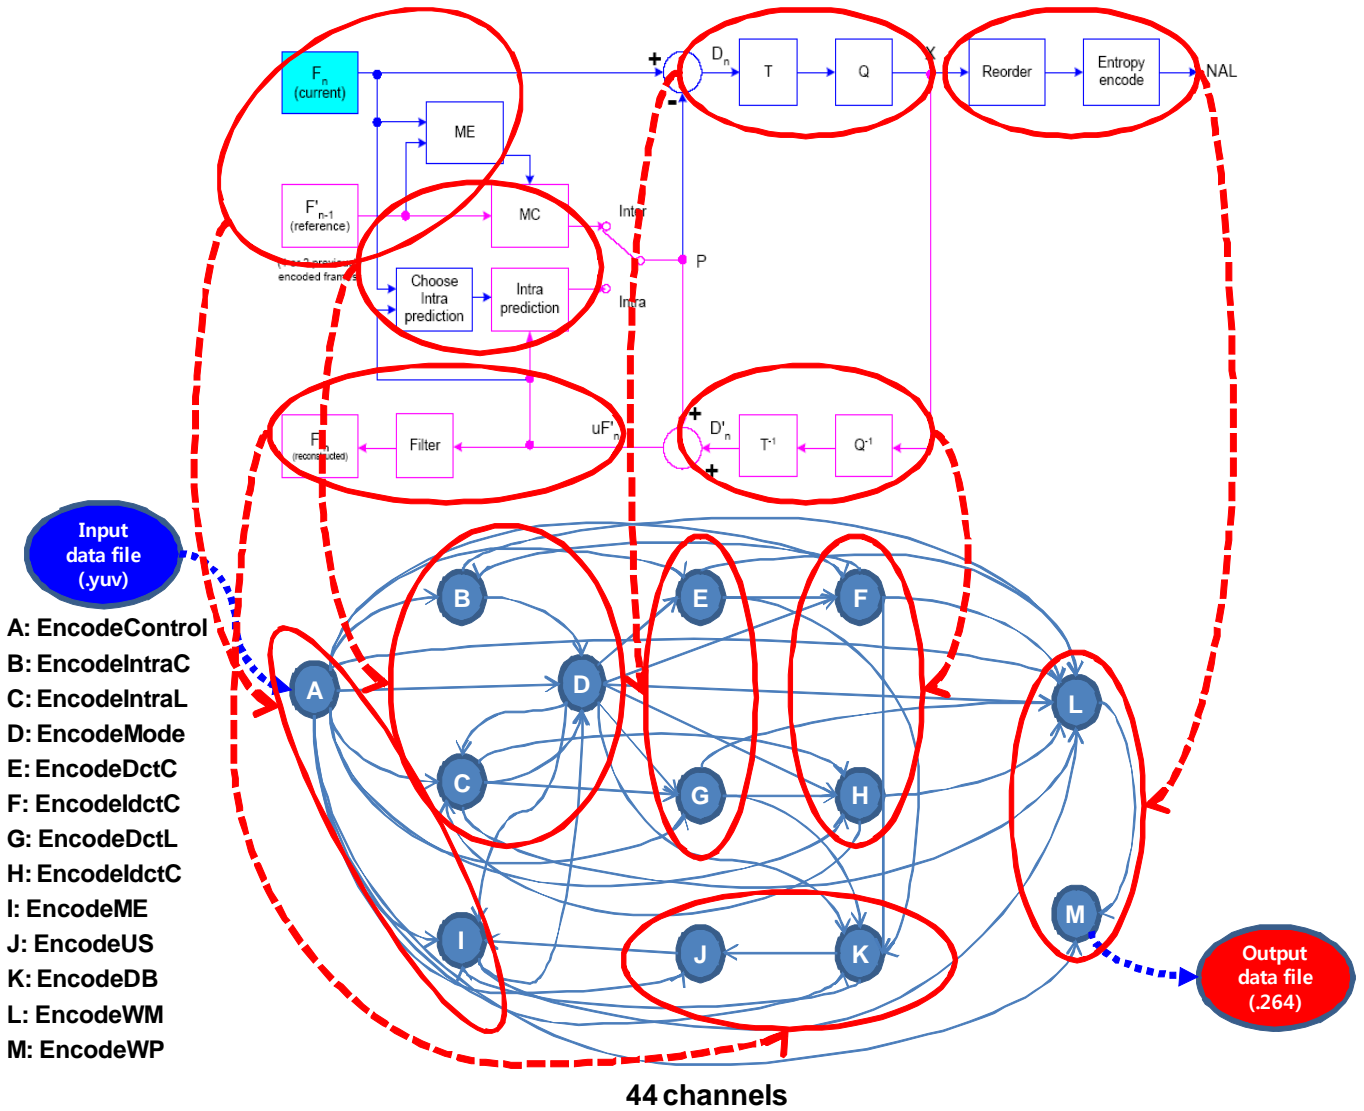 F n
(current)
ME
F' n-1
(reference)
encoded frames
MC
Inter
Choose
Intra
prediction
Intra
prediction
Intra
P
+
-
D n
T
Q
X
Reorder
Entropy
encode
NAL
F' n
(reconstructed)
Filter
uF' n
+
+
D' n
T-1
Q-1
Input
data file
(.yuv)
A: EncodeControl
B: EncodeIntraC
C: EncodeIntraL
D: EncodeMode
E: EncodeDctC
F: EncodeIdctC
G: EncodeDctL
H: EncodeIdctC
I: EncodeME
J: EncodeUS
K: EncodeDB
L: EncodeWM
M: EncodeWP
B
E
F
A
D
L
C
G
H
I
J
K
M
Output
data file
(.264)
44 channels